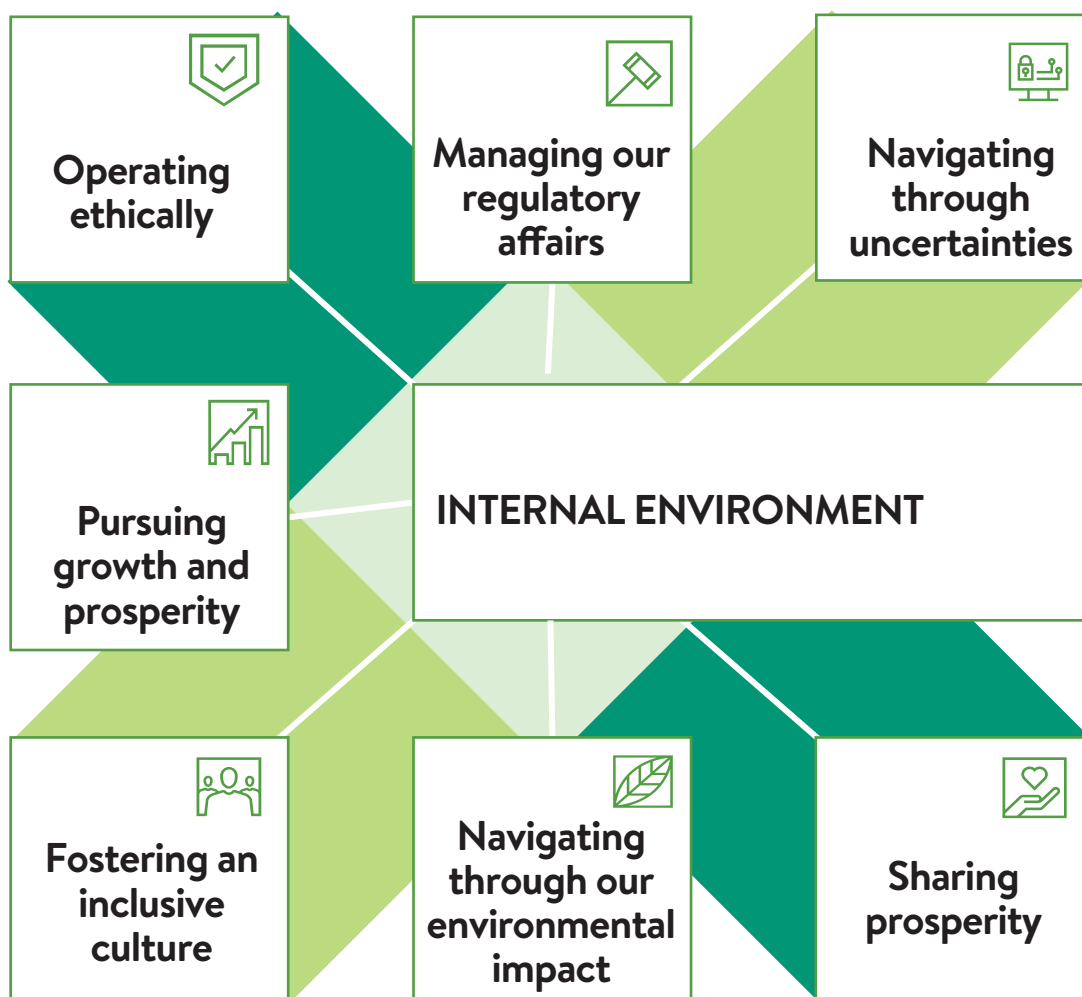 Operating
ethically
Managing our
regulatory
affairs
Navigating
through
uncertainties
Pursuing
growth and
prosperity
INTERNAL ENVIRONMENT
Fostering an
inclusive
culture
Navigating
through our
environmental
impact
Sharing
prosperity